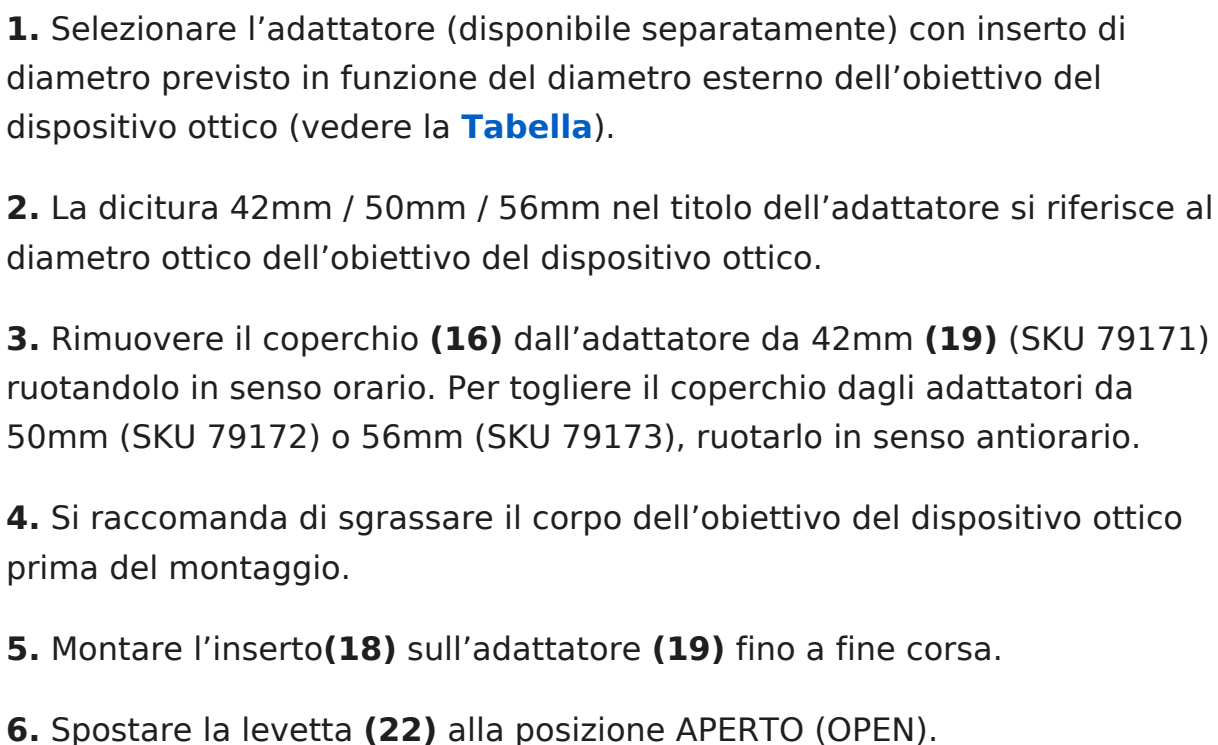 1. Selezionare l’adattatore (disponibile separatamente) con inserto di
diametro previsto in funzione del diametro esterno dell’obiettivo del
dispositivo ottico (vedere la Tabella).
2. La dicitura 42mm / 50mm / 56mm nel titolo dell’adattatore si riferisce al
diametro ottico dell’obiettivo del dispositivo ottico.
3. Rimuovere il coperchio (16) dall’adattatore da 42mm (19) (SKU 79171)
ruotandolo in senso orario. Per togliere il coperchio dagli adattatori da
50mm (SKU 79172) o 56mm (SKU 79173), ruotarlo in senso antiorario.
4. Si raccomanda di sgrassare il corpo dell’obiettivo del dispositivo ottico
prima del montaggio.
5. Montare l’inserto(18) sull’adattatore (19) fino a fine corsa.
6. Spostare la levetta (22) alla posizione APERTO (OPEN).